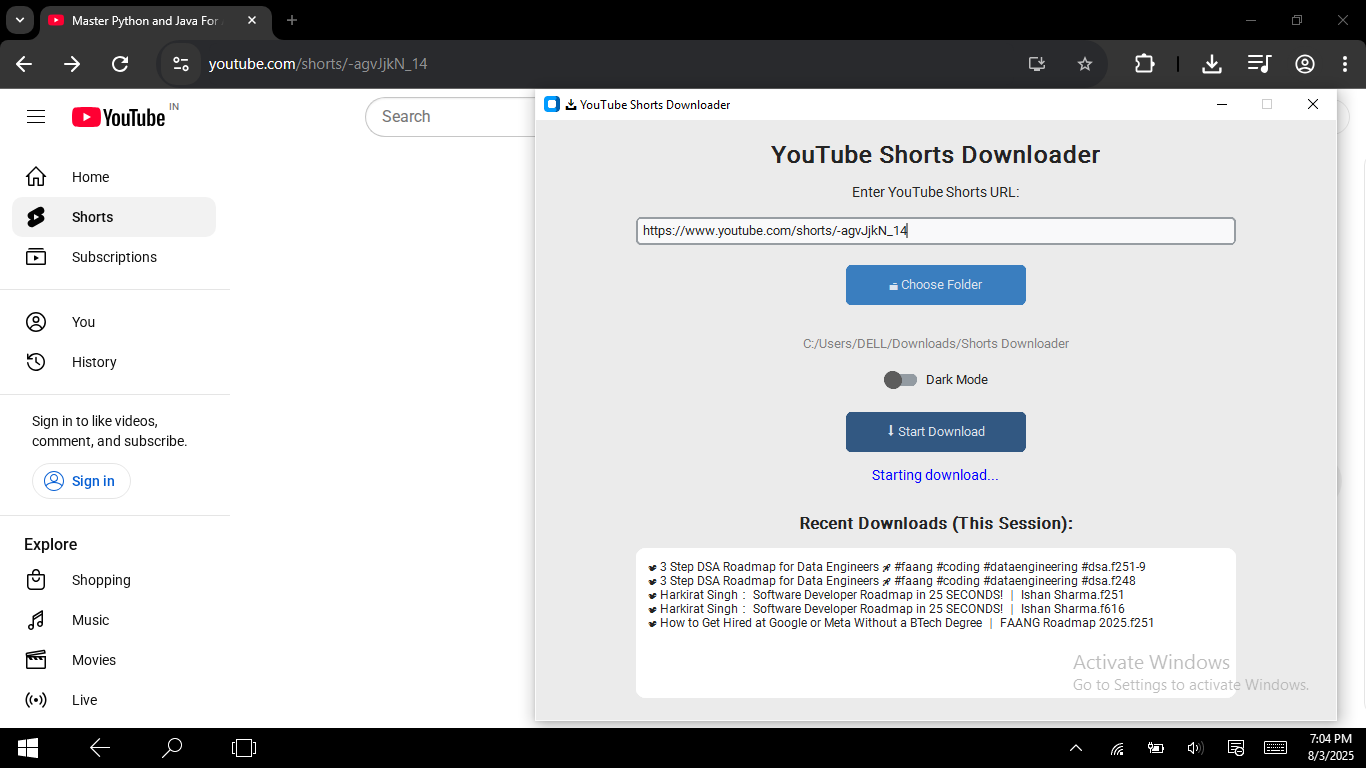 Master Python and Java For
youtube.com/shorts/-agvJjkN_14
YouTube IN
Search
Home
Shorts
Subscriptions
You
History
Sign in to like videos,
comment, and subscribe.
Sign in
Explore
Shopping
Music
Movies
Live
YouTube Shorts Downloader
YouTube Shorts Downloader
Enter YouTube Shorts URL:
https://www.youtube.com/shorts/-agvJjkN_14
Choose Folder
C:/Users/DELL/Downloads/Shorts Downloader
Dark Mode
Start Download
Starting download...
Recent Downloads (This Session):
3 Step DSA Roadmap for Data Engineers 🚀 #faang #coding #dataengineering #dsa.f251-9
3 Step DSA Roadmap for Data Engineers 🚀 #faang #coding #dataengineering #dsa.f248
Harkirat Singh： Software Developer Roadmap in 25 SECONDS! ｜ Ishan Sharma.f251
Harkirat Singh： Software Developer Roadmap in 25 SECONDS! ｜ Ishan Sharma.f616
How to Get Hired at Google or Meta Without a BTech Degree ｜ FAANG Roadmap 2025.f251
Activate Windows
Go to Settings to activate Windows.
7:04 PM
8/3/2025